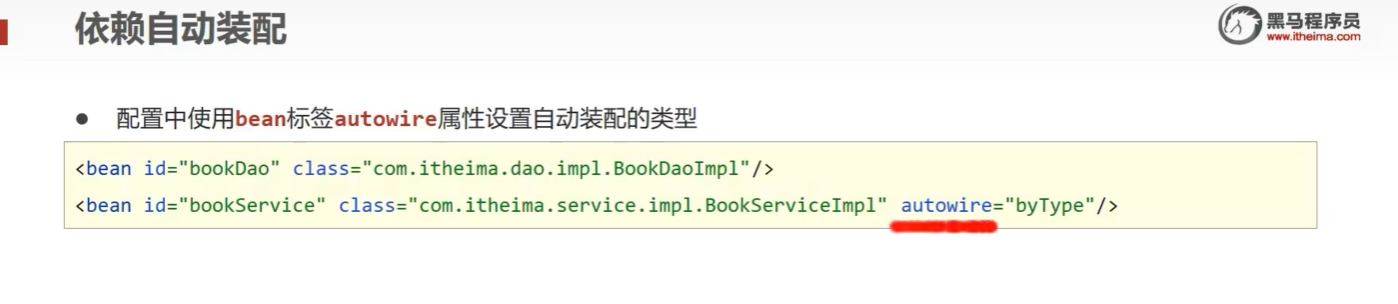 依赖自动装配
黑马程序员
www.itheima.com
● 配置中使用bean标签autowire属性设置自动装配的类型
<bean id="bookDao" class="com.itheima.dao.impl.BookDaoImpl"/>
<bean id="bookService" class="com.itheima.service.impl.BookServiceImpl" autowire="byType"/>